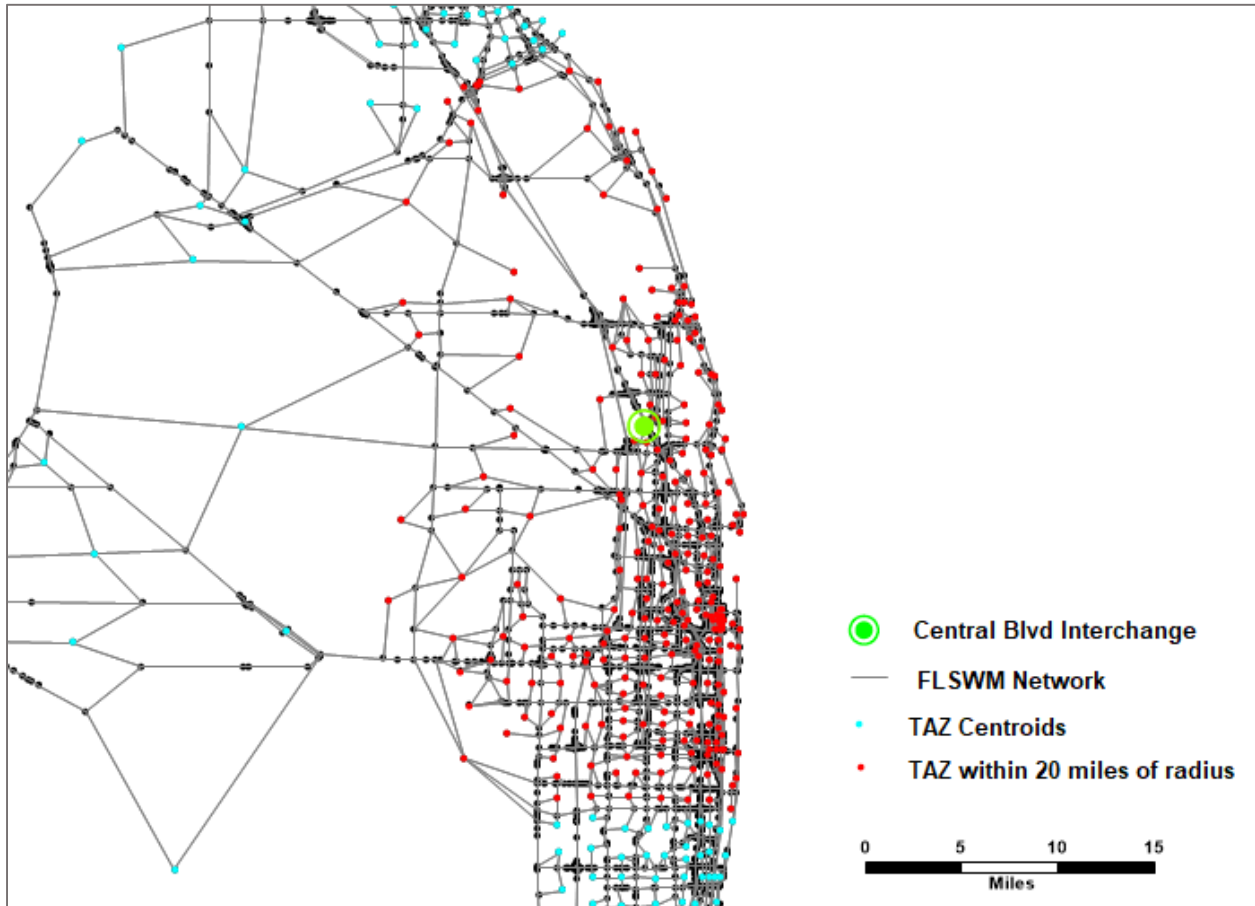 Central Blvd Interchange
FLSWM Network
TAZ Centroids
TAZ within 20 miles of radius
0 5 10 15
Miles